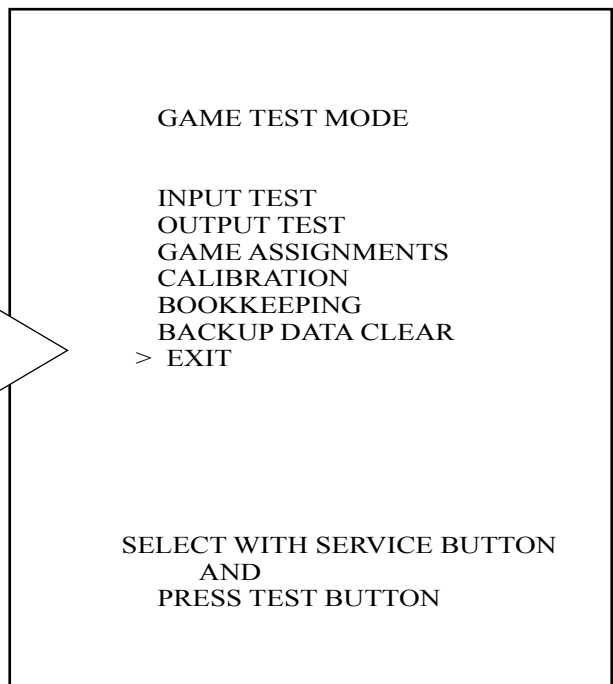 GAME TEST MODE
INPUT TEST
OUTPUT TEST
GAME ASSIGNMENTS
CALIBRATION
BOOKKEEPING
BACKUP DATA CLEAR
> EXIT
SELECT WITH SERVICE BUTTON
AND
PRESS TEST BUTTON